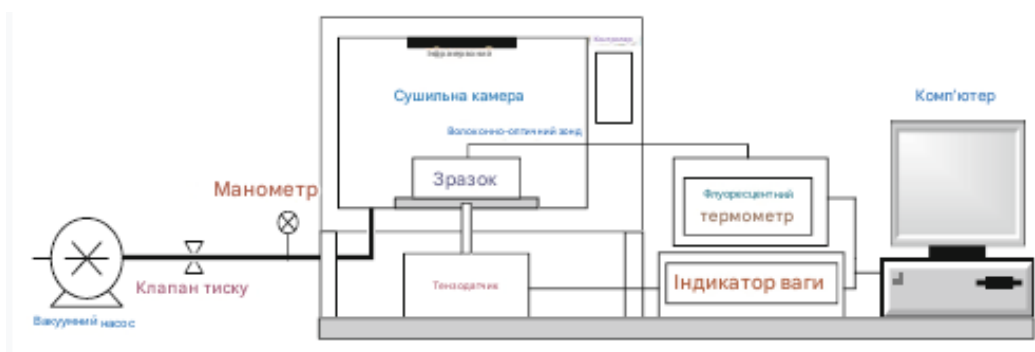 Інфрачервоний
Контролер
Сушильна камера
Комп'ютер
Волоконно-оптичний зонд
Зразок
Манометр
Флуоресцентний
термометр
Клапан тиску
Тензодатчик
Індикатор ваги
Вакуумний насос